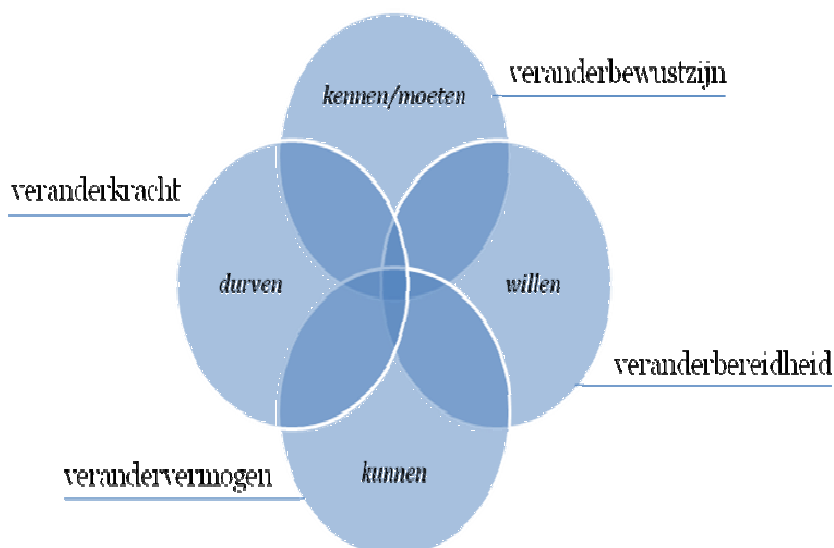 kennen/moeten
veranderbewustzijn
veranderkracht
durven
willen
veranderbereidheid
kunnen
verandervermogen